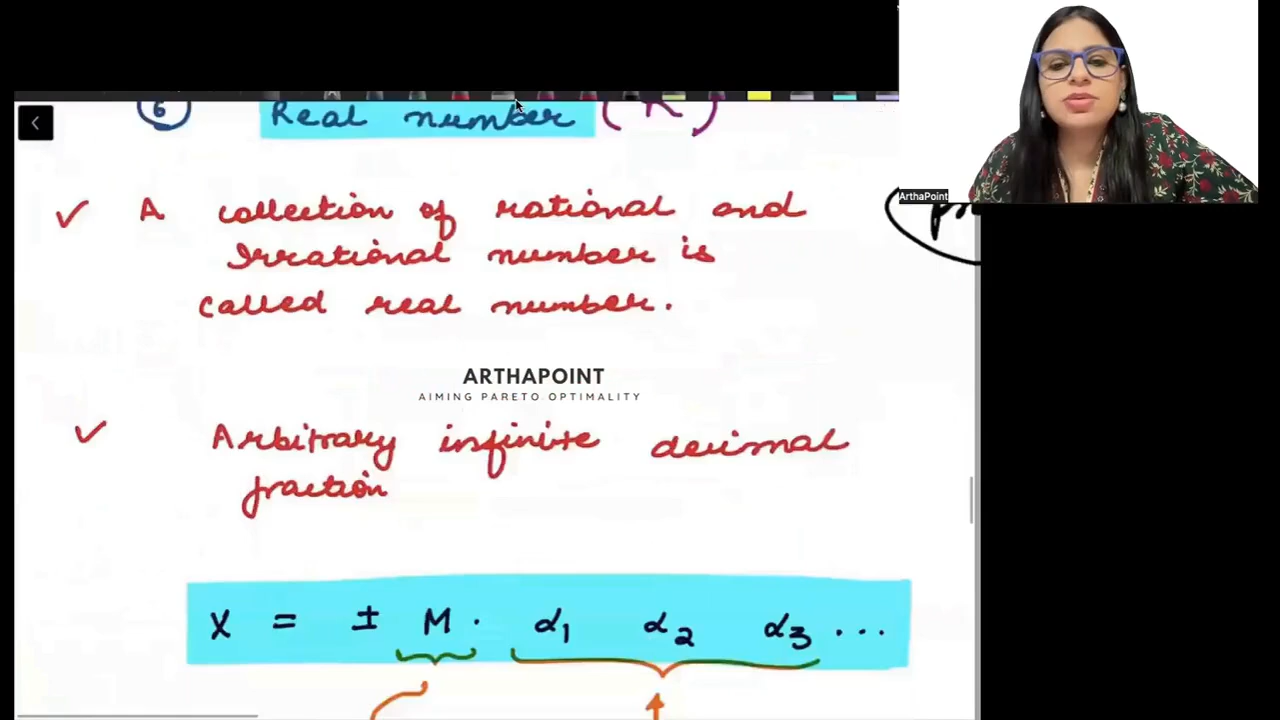 6 Real number (R)
✓ A collection of rational and
Irrational number is
called real number.
ArthaPoint
ARTHAPOINT
AIMING PARETO OPTIMALITY
✓ Arbitrary infinite decimal
fraction
X = ± M . α1 α2 α3 ...